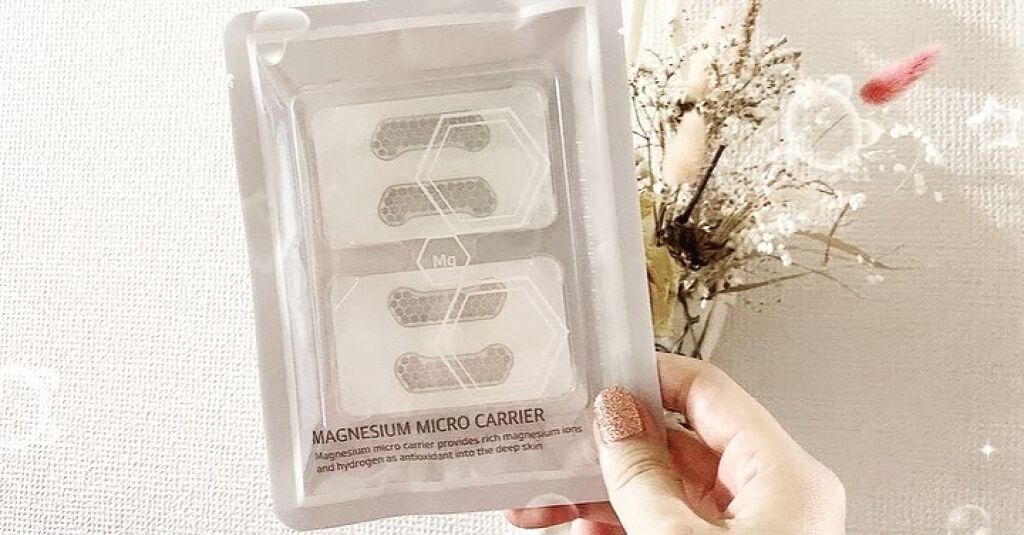 Mg
MAGNESIUM MICRO CARRIER
Magnesium micro carrier provides rich magnesium ions
and hydrogen as antioxidant into the deep skin